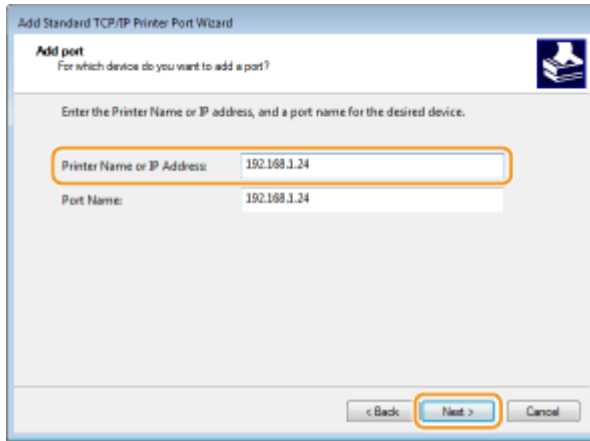 Add Standard TCP/IP Printer Port Wizard
Add port
For which device do you want to add a port?
Enter the Printer Name or IP address, and a port name for the desired device.
Printer Name or IP Address: 192.168.1.24
Port Name: 192.168.1.24
< Back Next > Cancel